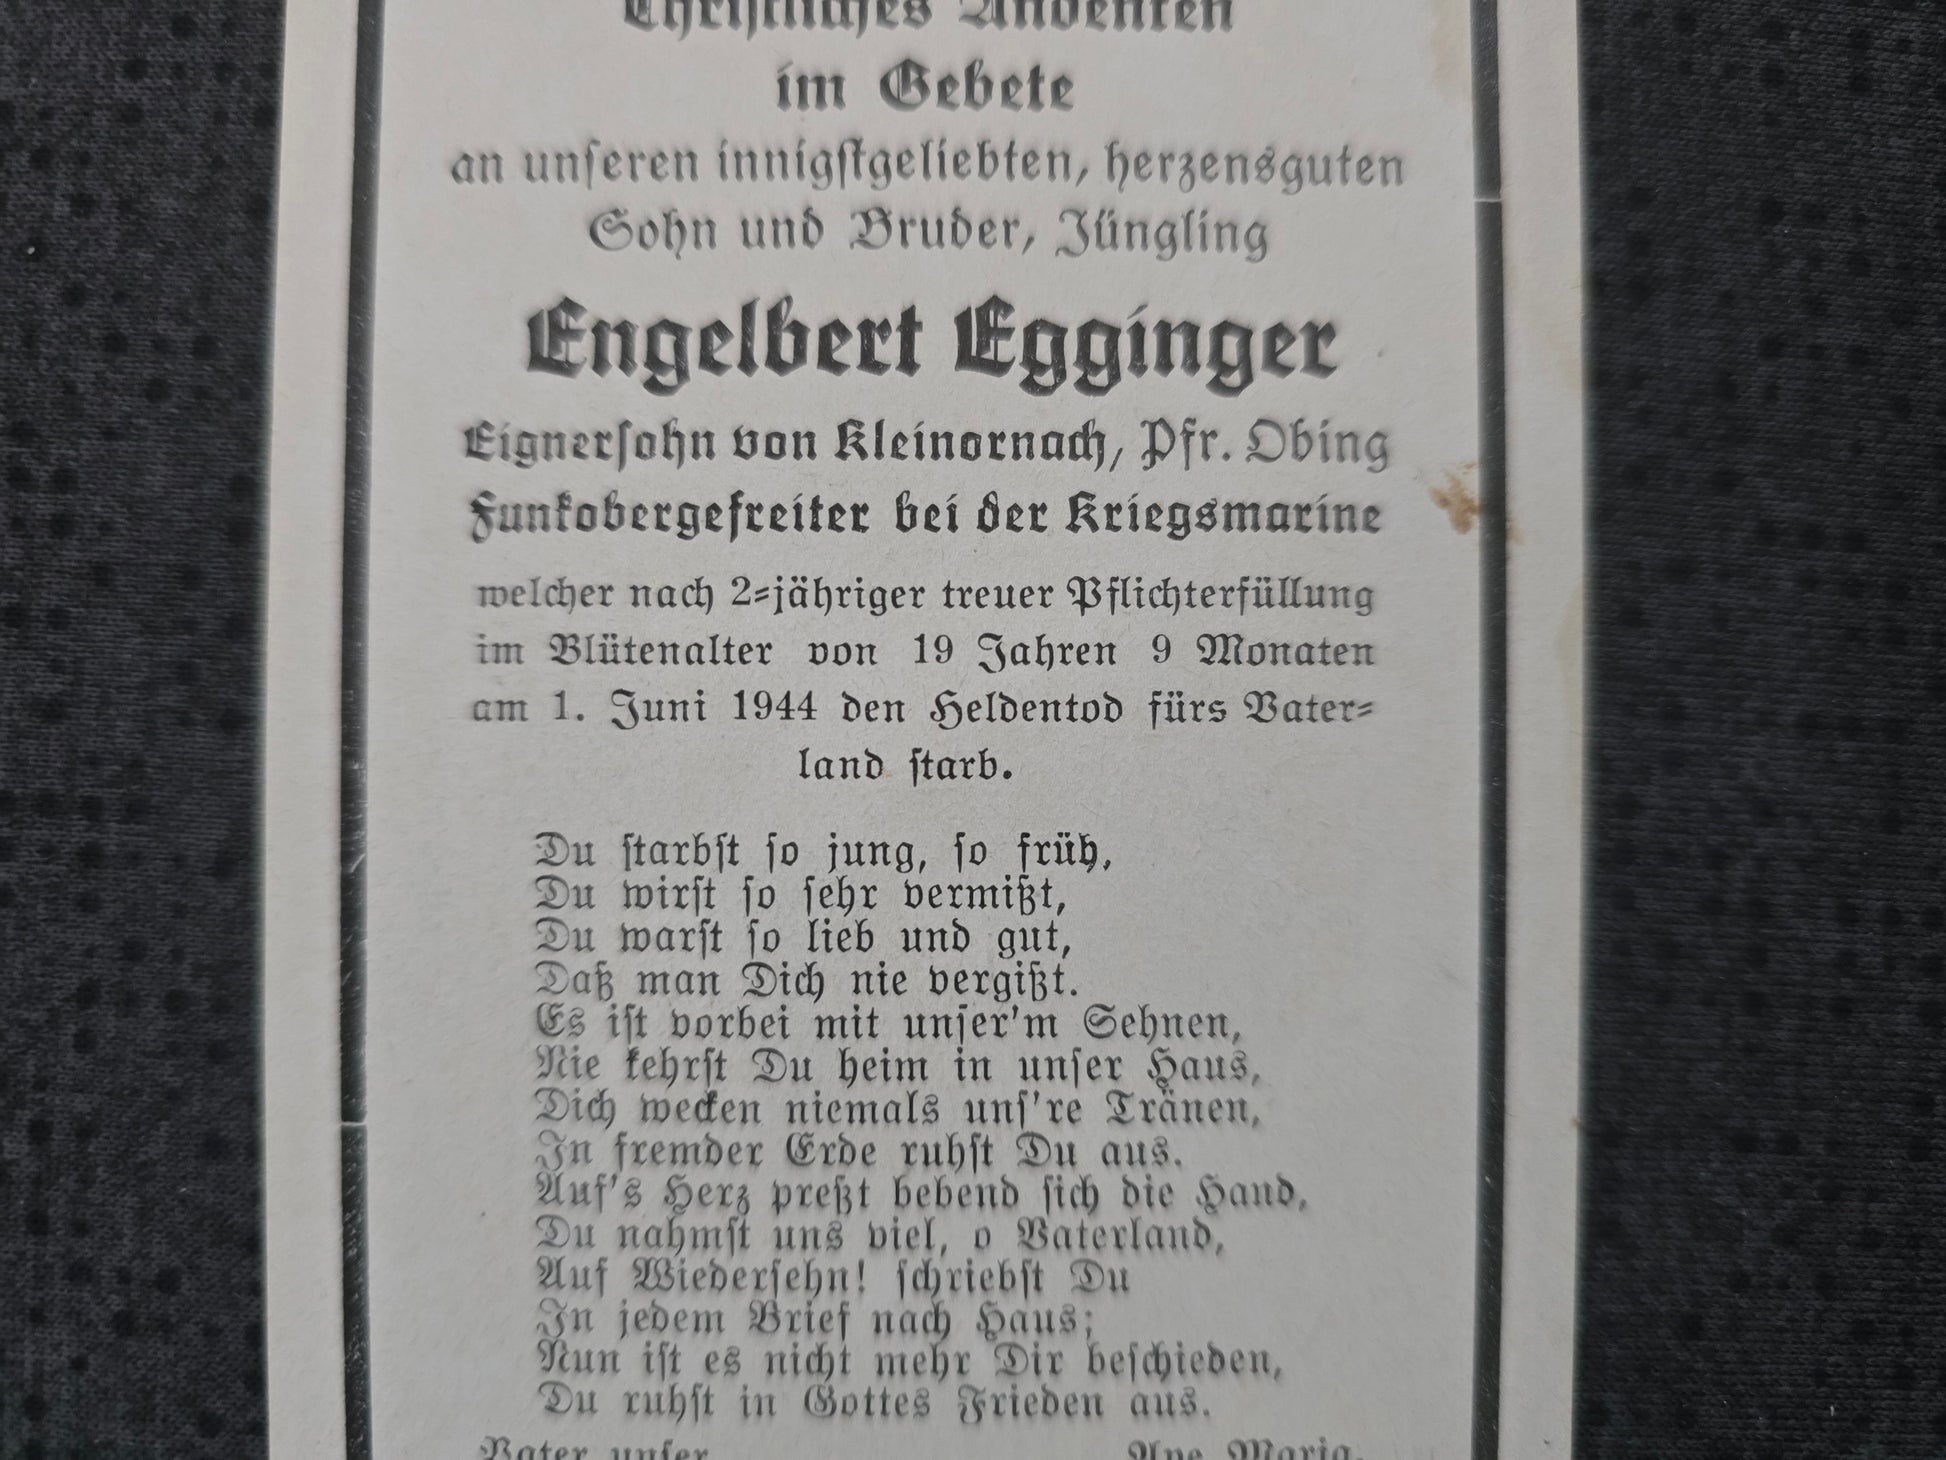 Christliches Andenken
im Gebete
an unseren innigstgeliebten, herzensguten
Sohn und Bruder, Jüngling
Engelbert Egginger
Eignersohn von Kleinornach, Pfr. Obing
Funkobergefreiter bei der Kriegsmarine
welcher nach 2-jähriger treuer Pflichterfüllung
im Blütenalter von 19 Jahren 9 Monaten
am 1. Juni 1944 den Heldentod fürs Vater-
land starb.
Du starbst so jung, so früh,
Du wirst so sehr vermißt,
Du warst so lieb und gut,
Daß man Dich nie vergißt.
Es ist vorbei mit unser'm Sehnen,
Nie kehrst Du heim in unser Haus,
Dich wecken niemals uns're Tränen,
In fremder Erde ruhst Du aus.
Auf's Herz preßt bebend sich die Hand,
Du nahmst uns viel, o Vaterland,
Auf Wiedersehn! schriebst Du
In jedem Brief nach Haus;
Nun ist es nicht mehr Dir beschieden,
Du ruhst in Gottes Frieden aus.
Vater unser Ave Maria.